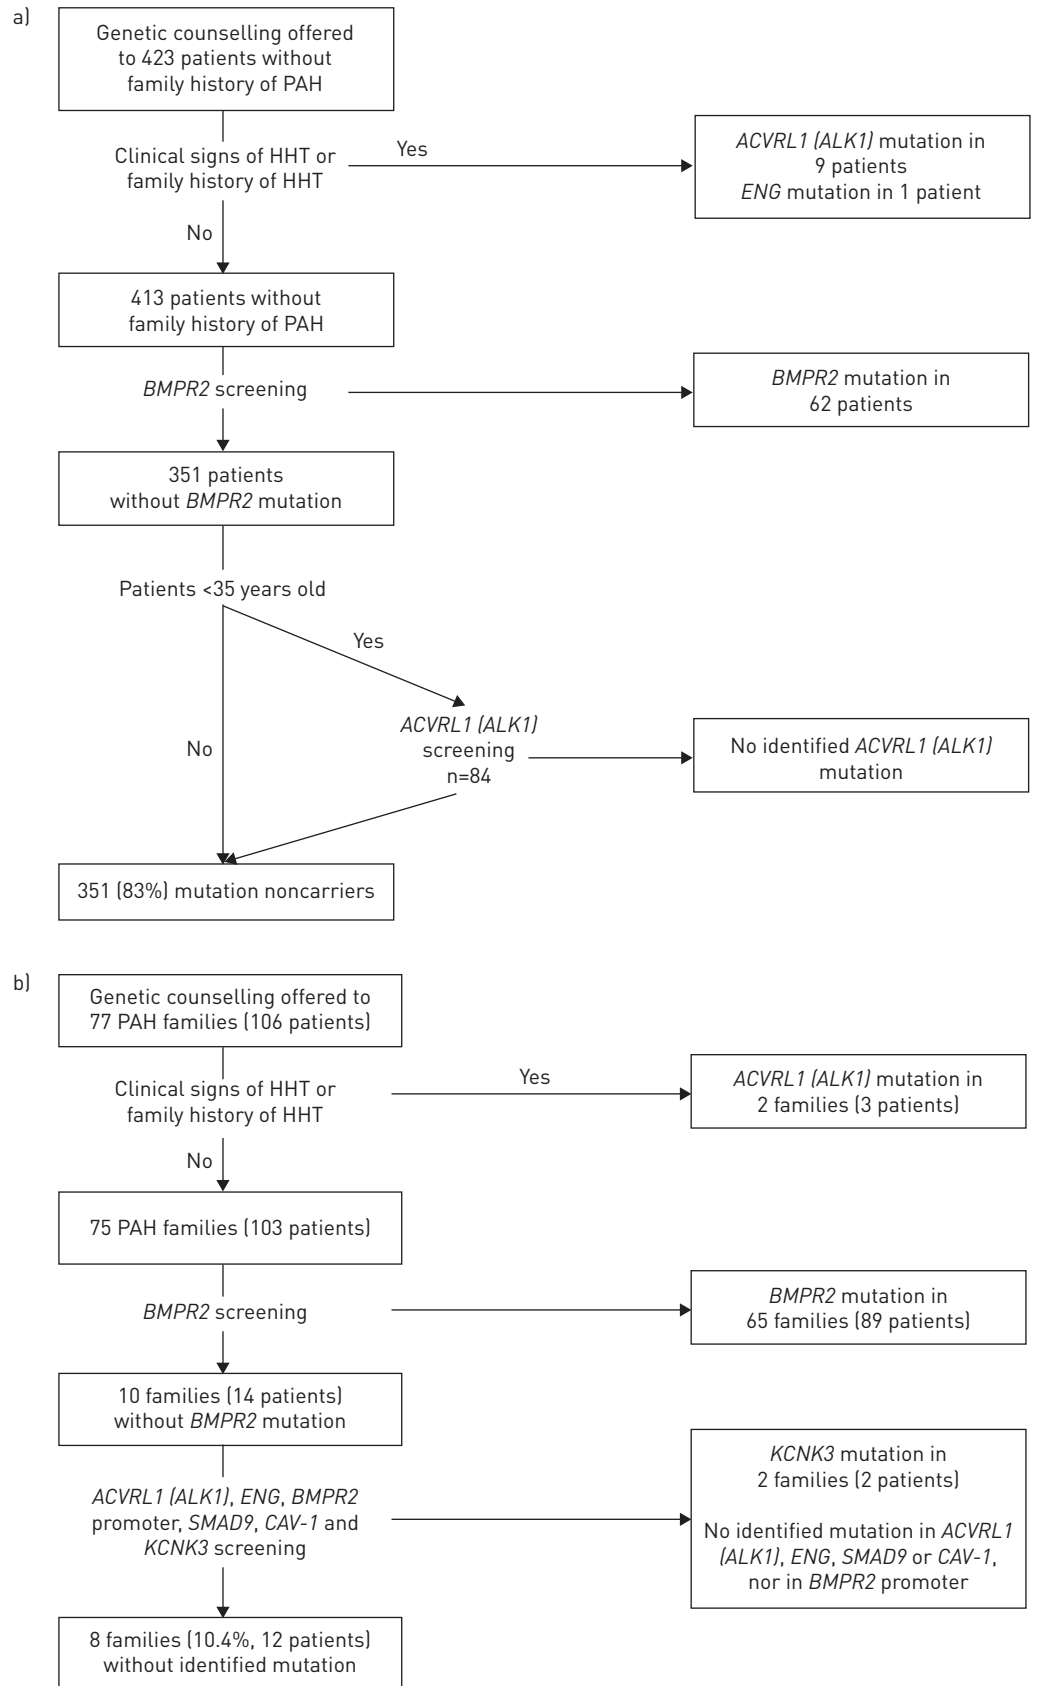 a)
Genetic counselling offered
to 423 patients without
family history of PAH
Clinical signs of HHT or
family history of HHT
Yes
ACVRL1 (ALK1) mutation in
9 patients
ENG mutation in 1 patient
No
413 patients without
family history of PAH
BMPR2 screening
BMPR2 mutation in
62 patients
351 patients
without BMPR2 mutation
Patients <35 years old
Yes
No
ACVRL1 (ALK1)
screening
n=84
No identified ACVRL1 (ALK1)
mutation
351 (83%) mutation noncarriers
b)
Genetic counselling offered to
77 PAH families (106 patients)
Clinical signs of HHT or
family history of HHT
Yes
ACVRL1 (ALK1) mutation in
2 families (3 patients)
No
75 PAH families (103 patients)
BMPR2 screening
BMPR2 mutation in
65 families (89 patients)
10 families (14 patients)
without BMPR2 mutation
ACVRL1 (ALK1), ENG, BMPR2
promoter, SMAD9, CAV-1 and
KCNK3 screening
KCNK3 mutation in
2 families (2 patients)
No identified mutation in ACVRL1
(ALK1), ENG, SMAD9 or CAV-1,
nor in BMPR2 promoter
8 families (10.4%, 12 patients)
without identified mutation